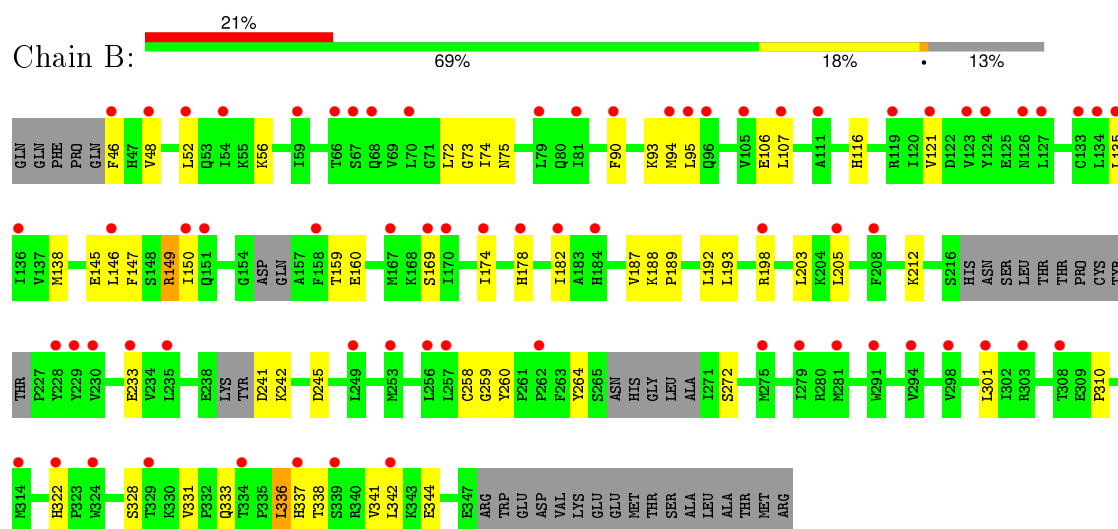 21%
Chain B:
69% 18% • 13%
GLN GLN PHE PRO GLN F46 H47 V48 L52 Q53 I54 K55 K56 I59 T66 S67 Q68 V69 L70 G71 L72 G73 I74 N75 L79 Q80 I81 F90 K93 M94 L95 Q96 V105 E106 L107 A111 H116 R119 I120 V121 D122 V123 Y124 E125 N126 L127 C133 L134 L135
I136 V137 M138 E145 L146 F147 S148 R149 I150 Q151 G154 ASP GLN A157 F158 T159 E160 M167 K168 S169 I170 I174 H178 I182 A183 H184 V187 K188 P189 L192 L193 R198 L203 K204 L205 F208 K212 S216 HIS ASN SER LEU THR THR PRO CYS TYR
THR P227 Y228 Y229 V230 E233 V234 L235 E238 LYS TYR D241 K242 D245 L249 M253 L256 L257 C258 G259 Y260 P261 P262 F263 Y264 S265 ASN HIS GLY LEU ALA I271 S272 M275 I279 R280 M281 W291 V294 V298 L301 I302 R303 T308 E309 P310
M314 H322 P323 W324 S328 T329 K330 V331 P332 Q333 T334 P335 L336 H337 T338 S339 R340 V341 L342 K343 E344 E347 ARG TRP GLU ASP VAL LYS GLU GLU MET THR SER ALA LEU ALA THR MET ARG